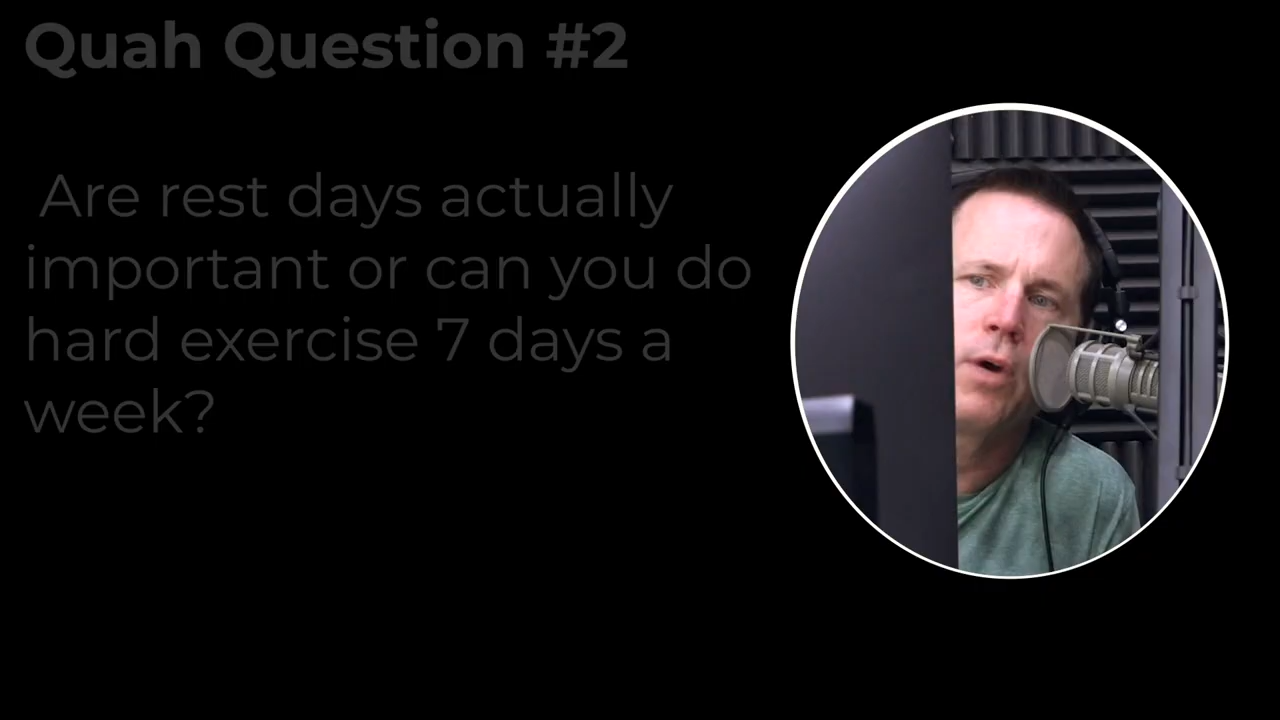 Quah Question #2
Are rest days actually
important or can you do
hard exercise 7 days a
week?